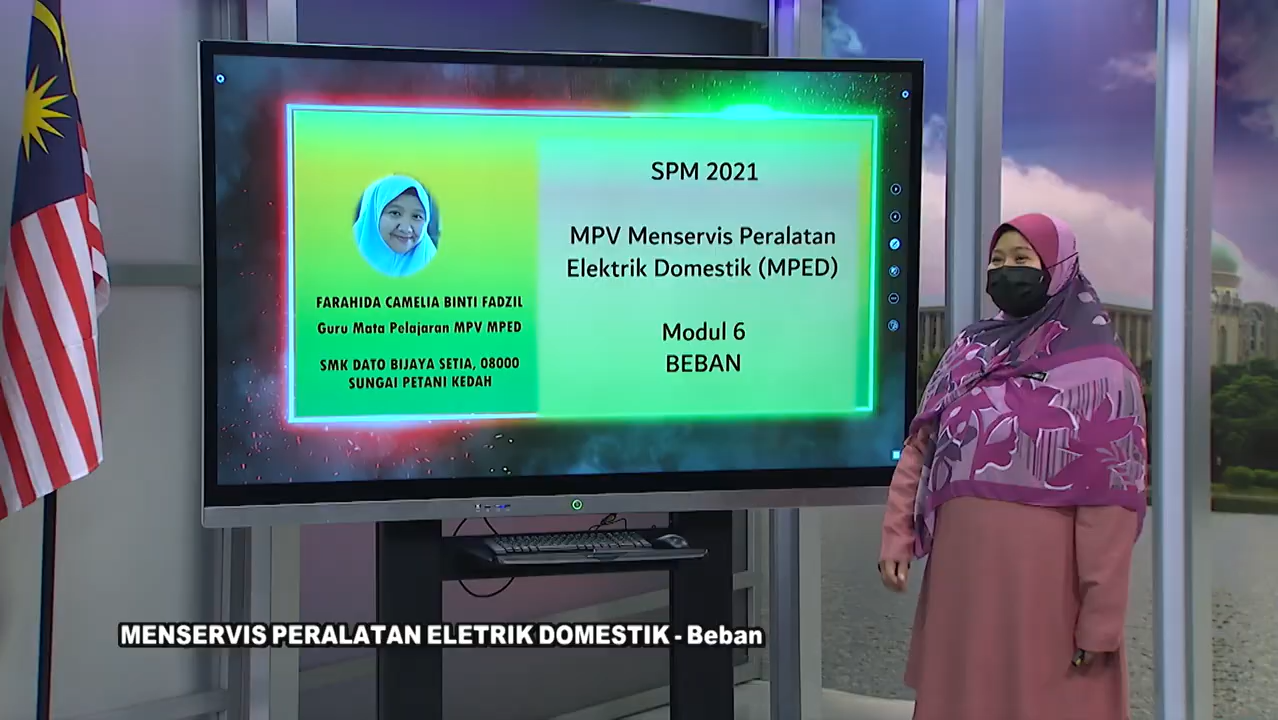 SPM 2021
MPV Menservis Peralatan
Elektrik Domestik (MPED)
Modul 6
BEBAN
FARAHIDA CAMELIA BINTI FADZIL
Guru Mata Pelajaran MPV MPED
SMK DATO BIJAYA SETIA, 08000
SUNGAI PETANI KEDAH
MENSERVIS PERALATAN ELETRIK DOMESTIK - Beban